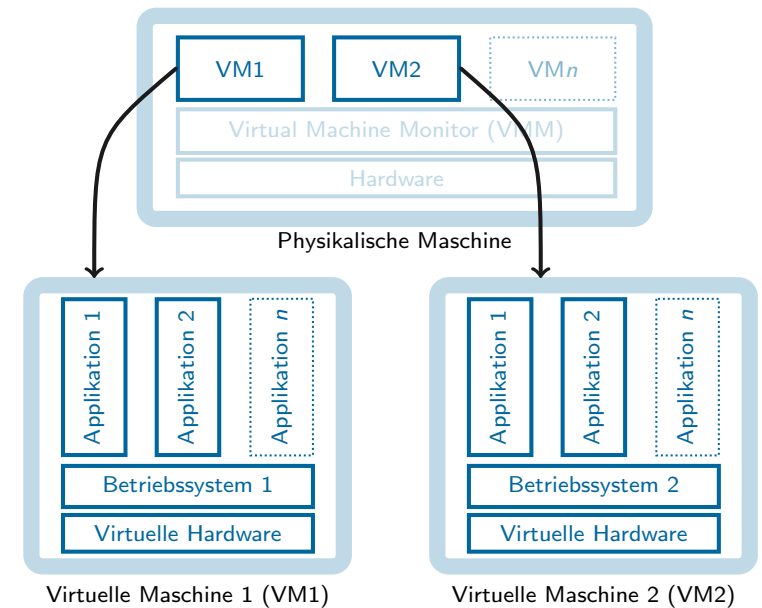 VM1
VM2
VMn
Virtual Machine Monitor (VMM)
Hardware
Physikalische Maschine
Applikation 1
Applikation 2
Applikation n
Betriebssystem 1
Virtuelle Hardware
Virtuelle Maschine 1 (VM1)
Applikation 1
Applikation 2
Applikation n
Betriebssystem 2
Virtuelle Hardware
Virtuelle Maschine 2 (VM2)